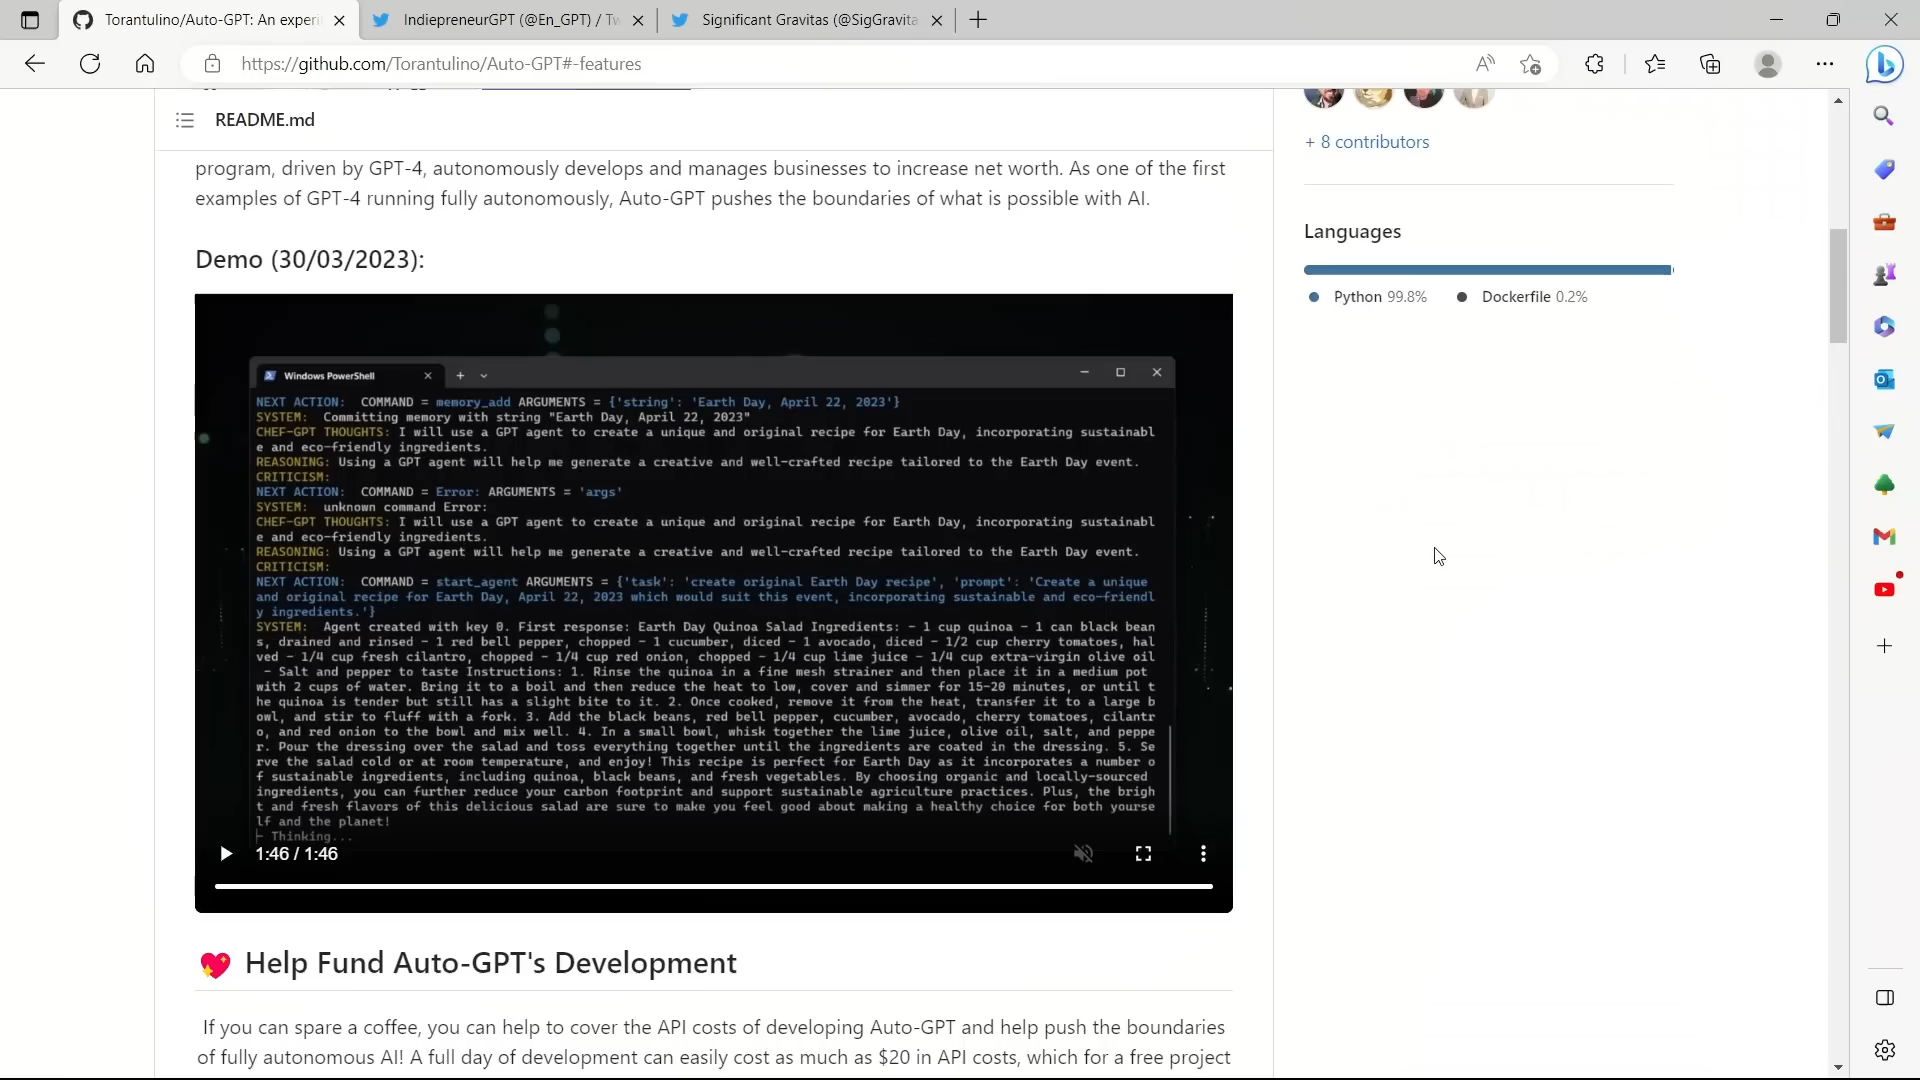 Torantulino/Auto-GPT: An experi
IndiepreneurGPT (@En_GPT) / Tw
Significant Gravitas (@SigGravita
https://github.com/Torantulino/Auto-GPT#-features
README.md
+ 8 contributors
program, driven by GPT-4, autonomously develops and manages businesses to increase net worth. As one of the first
examples of GPT-4 running fully autonomously, Auto-GPT pushes the boundaries of what is possible with AI.
Languages
Python 99.8%
Dockerfile 0.2%
Demo (30/03/2023):
Windows PowerShell
NEXT ACTION: COMMAND = memory_add ARGUMENTS = {'string': 'Earth Day, April 22, 2023'}
SYSTEM: Committing memory with string "Earth Day, April 22, 2023"
CHEF-GPT THOUGHTS: I will use a GPT agent to create a unique and original recipe for Earth Day, incorporating sustainabl
e and eco-friendly ingredients.
REASONING: Using a GPT agent will help me generate a creative and well-crafted recipe tailored to the Earth Day event.
CRITICISM:
NEXT ACTION: COMMAND = Error: ARGUMENTS = 'args'
SYSTEM: unknown command Error:
CHEF-GPT THOUGHTS: I will use a GPT agent to create a unique and original recipe for Earth Day, incorporating sustainabl
e and eco-friendly ingredients.
REASONING: Using a GPT agent will help me generate a creative and well-crafted recipe tailored to the Earth Day event.
CRITICISM:
NEXT ACTION: COMMAND = start_agent ARGUMENTS = {'task': 'create original Earth Day recipe', 'prompt': 'Create a unique
and original recipe for Earth Day, April 22, 2023 which would suit this event, incorporating sustainable and eco-friendl
y ingredients.'}
SYSTEM: Agent created with key 0. First response: Earth Day Quinoa Salad Ingredients: - 1 cup quinoa - 1 can black bean
s, drained and rinsed - 1 red bell pepper, chopped - 1 cucumber, diced - 1 avocado, diced - 1/2 cup cherry tomatoes, hal
ved - 1/4 cup fresh cilantro, chopped - 1/4 cup red onion, chopped - 1/4 cup lime juice - 1/4 cup extra-virgin olive oil
- Salt and pepper to taste Instructions: 1. Rinse the quinoa in a fine mesh strainer and then place it in a medium pot
with 2 cups of water. Bring it to a boil and then reduce the heat to low, cover and simmer for 15-20 minutes, or until t
he quinoa is tender but still has a slight bite to it. 2. Once cooked, remove it from the heat, transfer it to a large b
owl, and stir to fluff with a fork. 3. Add the black beans, red bell pepper, cucumber, avocado, cherry tomatoes, cilantr
o, and red onion to the bowl and mix well. 4. In a small bowl, whisk together the lime juice, olive oil, salt, and peppe
r. Pour the dressing over the salad and toss everything together until the ingredients are coated in the dressing. 5. Se
rve the salad cold or at room temperature, and enjoy! This recipe is perfect for Earth Day as it incorporates a number o
f sustainable ingredients, including quinoa, black beans, and fresh vegetables. By choosing organic and locally-sourced
ingredients, you can further reduce your carbon footprint and support sustainable agriculture practices. Plus, the brigh
t and fresh flavors of this delicious salad are sure to make you feel good about making a healthy choice for both yourse
lf and the planet!
- Thinking...
1:46 / 1:46
Help Fund Auto-GPT's Development
If you can spare a coffee, you can help to cover the API costs of developing Auto-GPT and help push the boundaries
of fully autonomous AI! A full day of development can easily cost as much as $20 in API costs, which for a free project